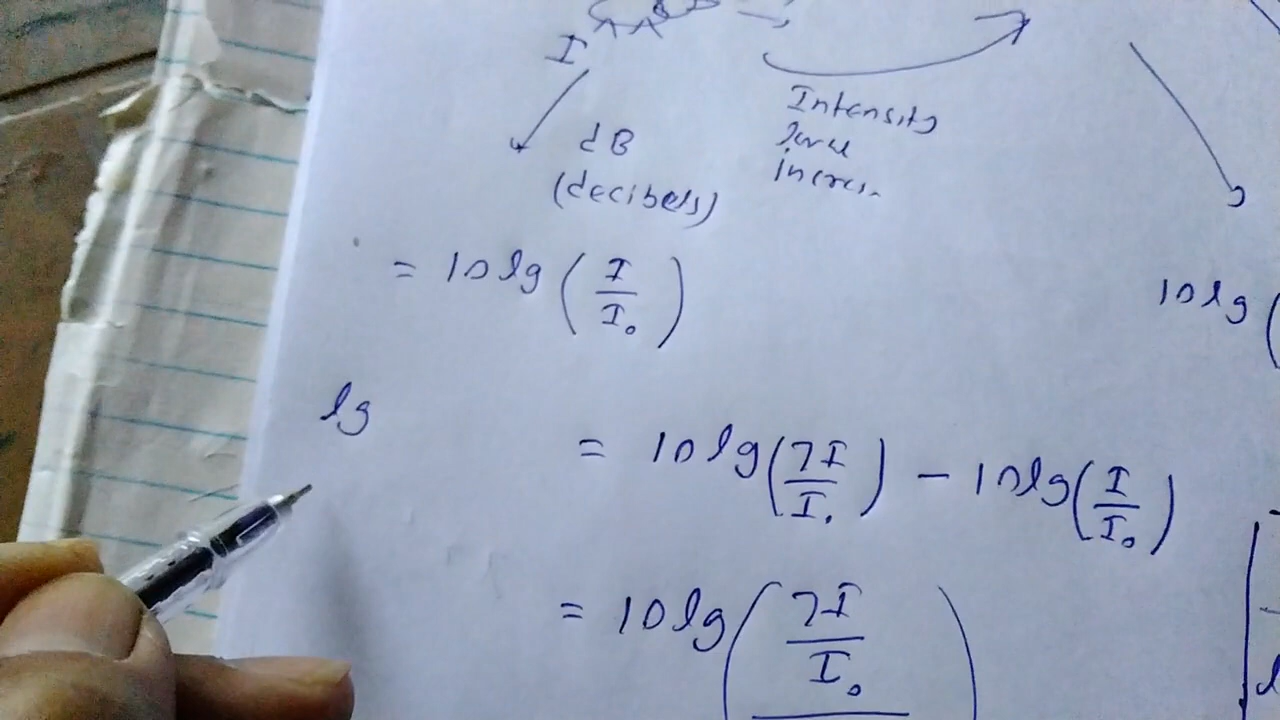 I
Intensity
dB
(decibels)
= 10 lg (I/I₀)
10 lg (
lg
= 10 lg (7I/I₀) - 10 lg (I/I₀)
= 10 lg (7I/I₀